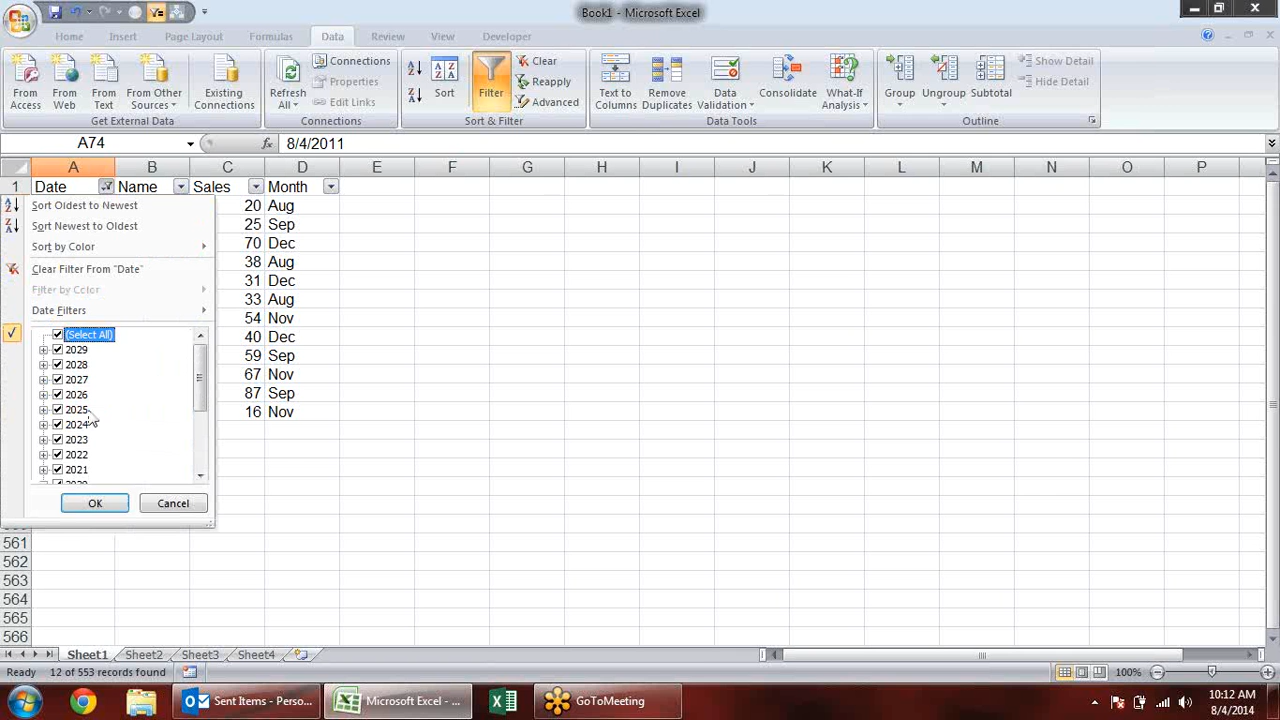 Book1 - Microsoft Excel
Home Insert Page Layout Formulas Data Review View Developer
From Access
From Web
From Text
From Other Sources
Existing Connections
Get External Data
Refresh All
Connections
Properties
Edit Links
Connections
Sort
Filter
Clear
Reapply
Advanced
Sort & Filter
Text to Columns
Remove Duplicates
Data Validation
Consolidate
What-If Analysis
Data Tools
Group
Ungroup
Subtotal
Show Detail
Hide Detail
Outline
A74 fx 8/4/2011
A B C D E F G H I J K L M N O P
1 Date Name Sales Month
20 Aug
25 Sep
70 Dec
38 Aug
31 Dec
33 Aug
54 Nov
40 Dec
59 Sep
67 Nov
87 Sep
16 Nov
Sort Oldest to Newest
Sort Newest to Oldest
Sort by Color
Clear Filter From "Date"
Filter by Color
Date Filters
(Select All)
2029
2028
2027
2026
2025
2024
2023
2022
2021
OK Cancel
561
562
563
564
565
566
Sheet1 Sheet2 Sheet3 Sheet4
Ready 12 of 553 records found 100%
Sent Items - Perso... Microsoft Excel - ... GoToMeeting
10:12 AM
8/4/2014